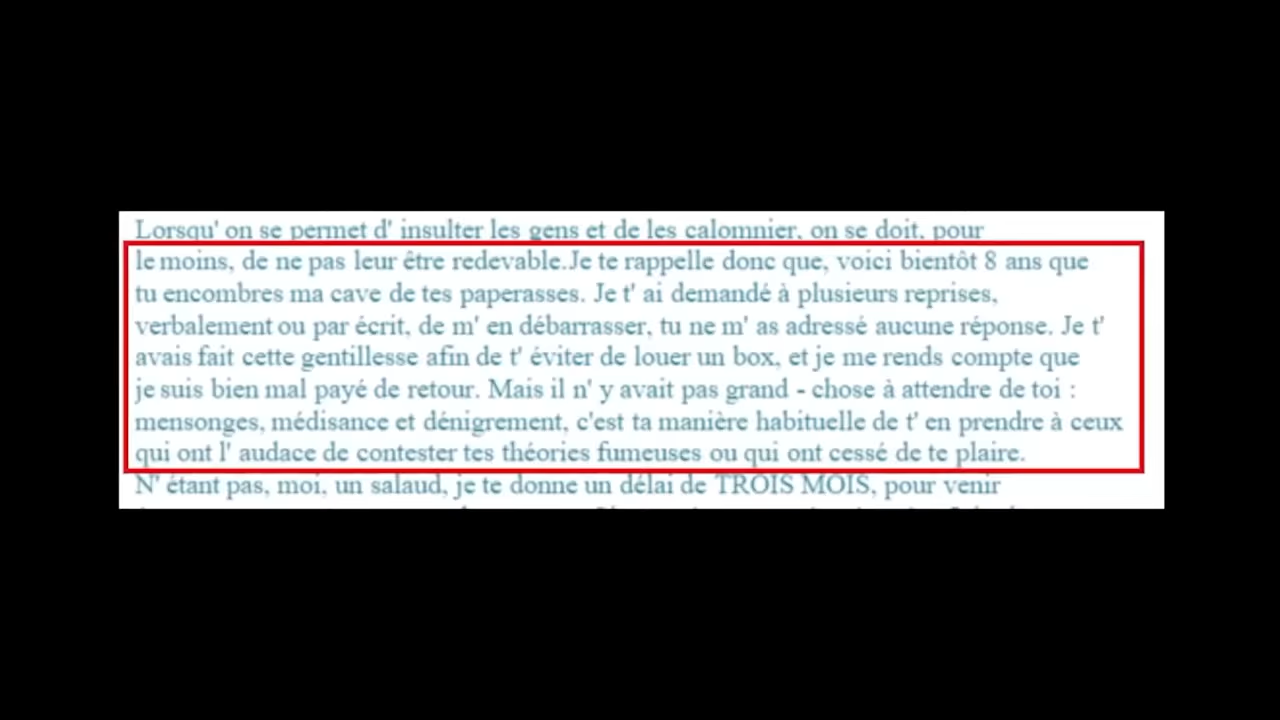 Lorsqu' on se permet d' insulter les gens et de les calomnier, on se doit, pour
le moins, de ne pas leur être redevable.Je te rappelle donc que, voici bientôt 8 ans que
tu encombres ma cave de tes paperasses. Je t' ai demandé à plusieurs reprises,
verbalement ou par écrit, de m' en débarrasser, tu ne m' as adressé aucune réponse. Je t'
avais fait cette gentillesse afin de t' éviter de louer un box, et je me rends compte que
je suis bien mal payé de retour. Mais il n' y avait pas grand - chose à attendre de toi :
mensonges, médisance et dénigrement, c'est ta manière habituelle de t' en prendre à ceux
qui ont l' audace de contester tes théories fumeuses ou qui ont cessé de te plaire.
N' étant pas, moi, un salaud, je te donne un délai de TROIS MOIS, pour venir